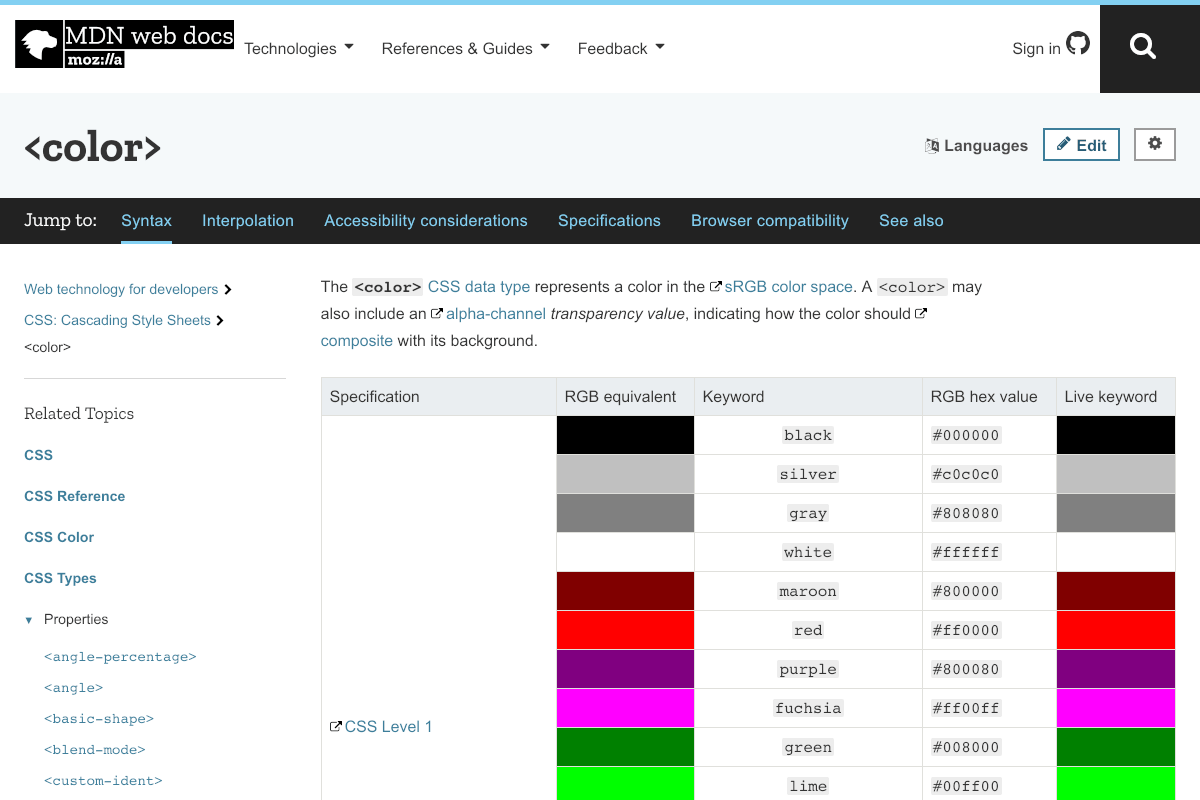 MDN web docs
moz://a
Technologies References & Guides Feedback Sign in
<color>
Languages Edit
Jump to: Syntax Interpolation Accessibility considerations Specifications Browser compatibility See also
Web technology for developers
CSS: Cascading Style Sheets
<color>
Related Topics
CSS
CSS Reference
CSS Color
CSS Types
Properties
<angle-percentage>
<angle>
<basic-shape>
<blend-mode>
<custom-ident>
The <color> CSS data type represents a color in the sRGB color space. A <color> may
also include an alpha-channel transparency value, indicating how the color should
composite with its background.
Specification RGB equivalent Keyword RGB hex value Live keyword
black #000000
silver #c0c0c0
gray #808080
white #ffffff
maroon #800000
red #ff0000
purple #800080
fuchsia #ff00ff
CSS Level 1
green #008000
lime #00ff00